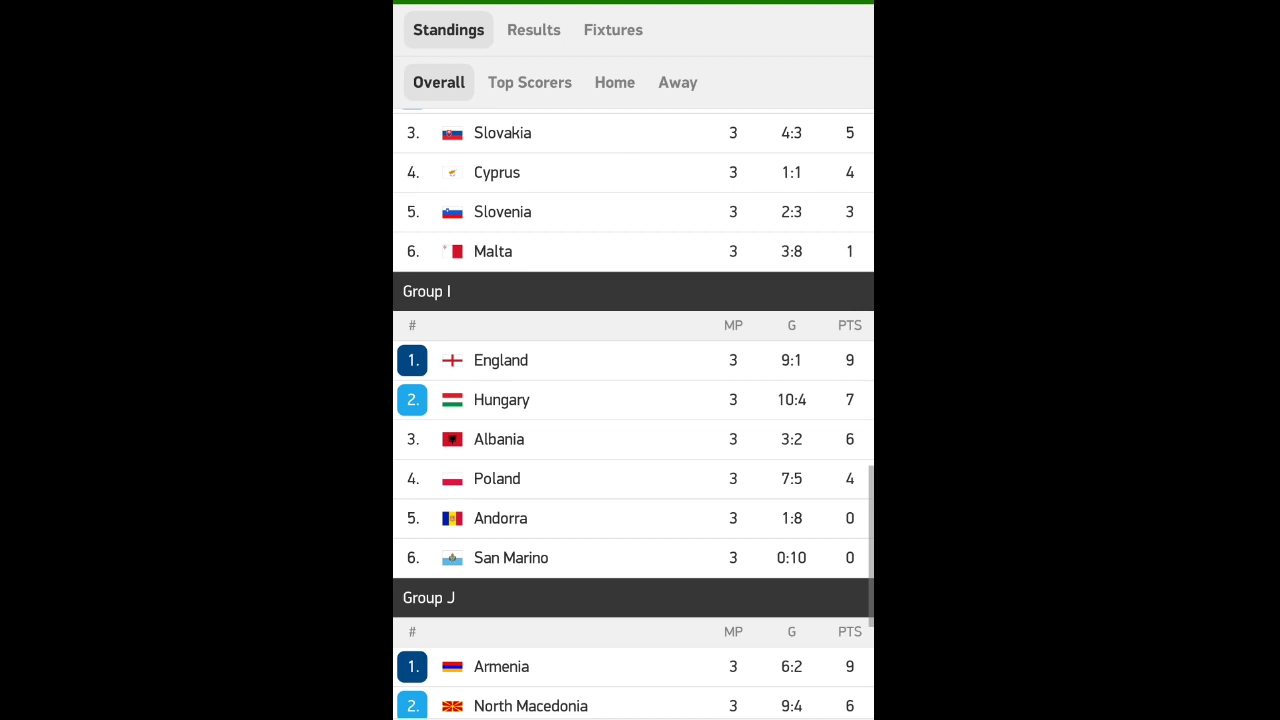 Standings Results Fixtures
Overall Top Scorers Home Away
3. Slovakia 3 4:3 5
4. Cyprus 3 1:1 4
5. Slovenia 3 2:3 3
6. Malta 3 3:8 1
Group I
# MP G PTS
1. England 3 9:1 9
2. Hungary 3 10:4 7
3. Albania 3 3:2 6
4. Poland 3 7:5 4
5. Andorra 3 1:8 0
6. San Marino 3 0:10 0
Group J
# MP G PTS
1. Armenia 3 6:2 9
2. North Macedonia 3 9:4 6